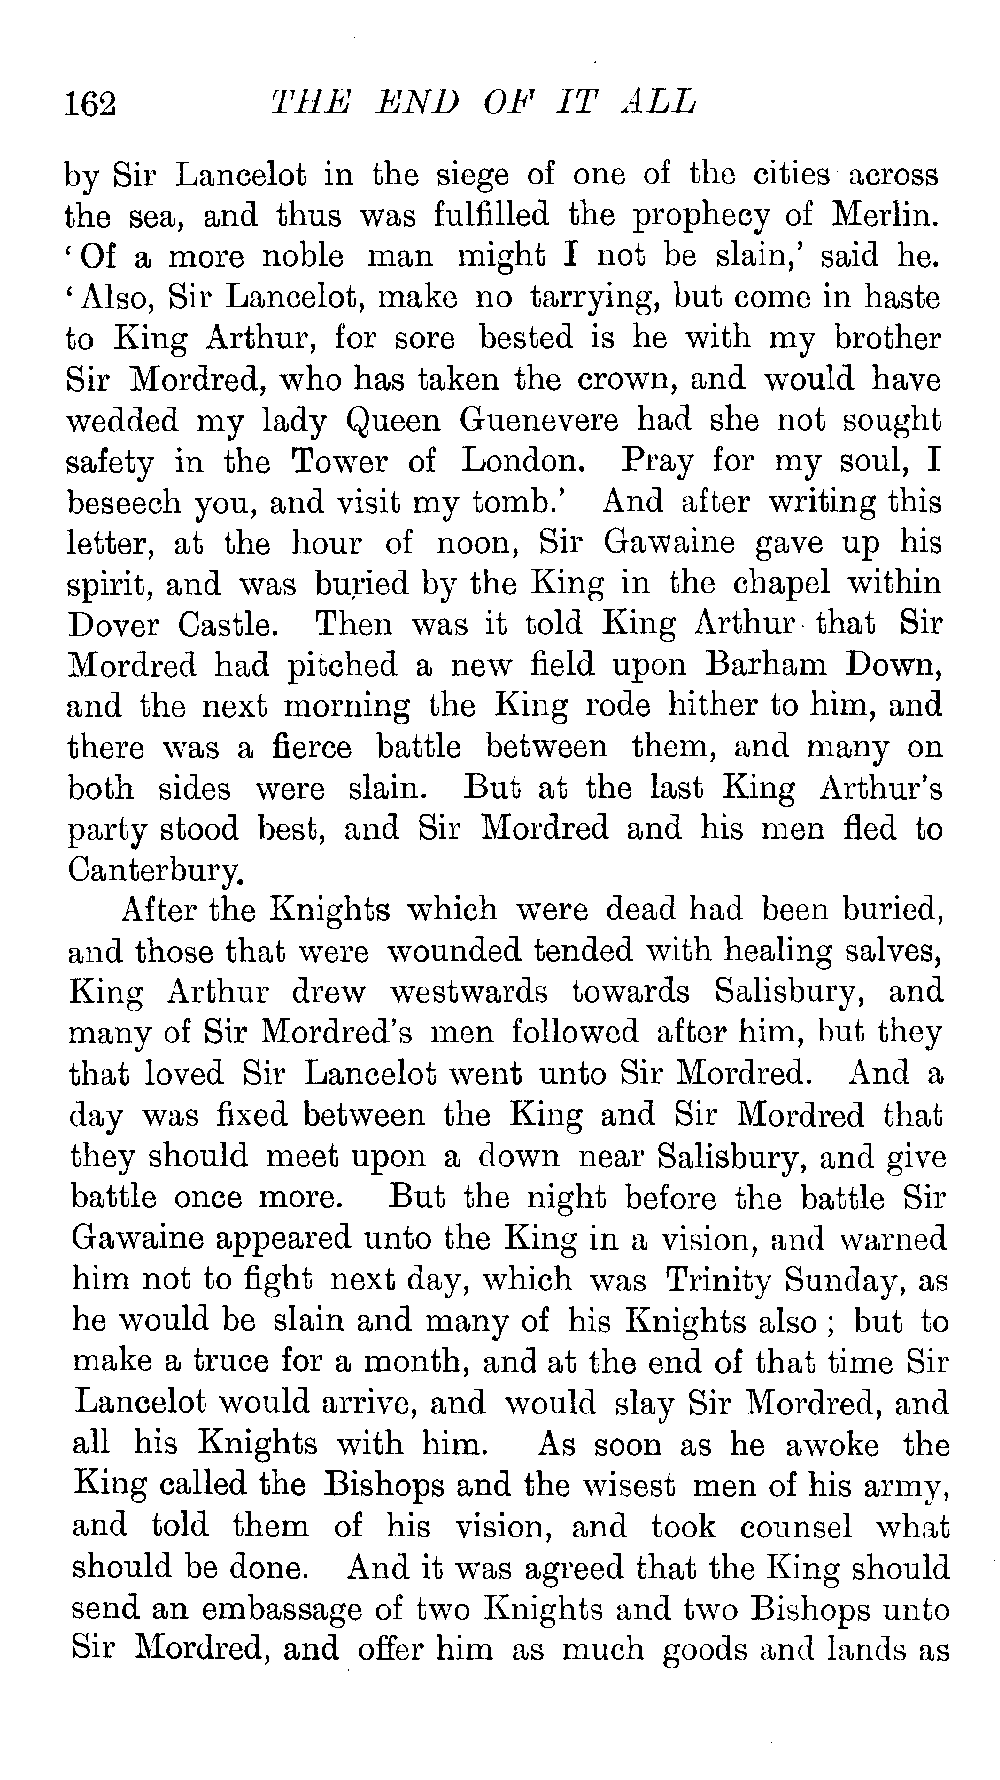 162 THE END OF IT ALL
by Sir Lancelot in the siege of one of the cities across
the sea, and thus was fulfilled the prophecy of Merlin.
‘Of a more noble man might I not be slain,’ said he.
‘Also, Sir Lancelot, make no tarrying, but come in haste
to King Arthur, for sore bested is he with my brother
Sir Mordred, who has taken the crown, and would have
wedded my lady Queen Guenevere had she not sought
safety in the Tower of London. Pray for my soul, I
beseech you, and visit my tomb.’ And after writing this
letter, at the hour of noon, Sir Gawaine gave up his
spirit, and was buried by the King in the chapel within
Dover Castle. Then was it told King Arthur that Sir
Mordred had pitched a new field upon Barham Down,
and the next morning the King rode hither to him, and
there was a fierce battle between them, and many on
both sides were slain. But at the last King Arthur’s
party stood best, and Sir Mordred and his men fled to
Canterbury.
After the Knights which were dead had been buried,
and those that were wounded tended with healing salves,
King Arthur drew westwards towards Salisbury, and
many of Sir Mordred’s men followed after him, but they
that loved Sir Lancelot went unto Sir Mordred. And a
day was fixed between the King and Sir Mordred that
they should meet upon a down near Salisbury, and give
battle once more. But the night before the battle Sir
Gawaine appeared unto the King in a vision, and warned
him not to fight next day, which was Trinity Sunday, as
he would be slain and many of his Knights also; but to
make a truce for a month, and at the end of that time Sir
Lancelot would arrive, and would slay Sir Mordred, and
all his Knights with him. As soon as he awoke the
King called the Bishops and the wisest men of his army,
and told them of his vision, and took counsel what
should be done. And it was agreed that the King should
send an embassage of two Knights and two Bishops unto
Sir Mordred, and offer him as much goods and lands as